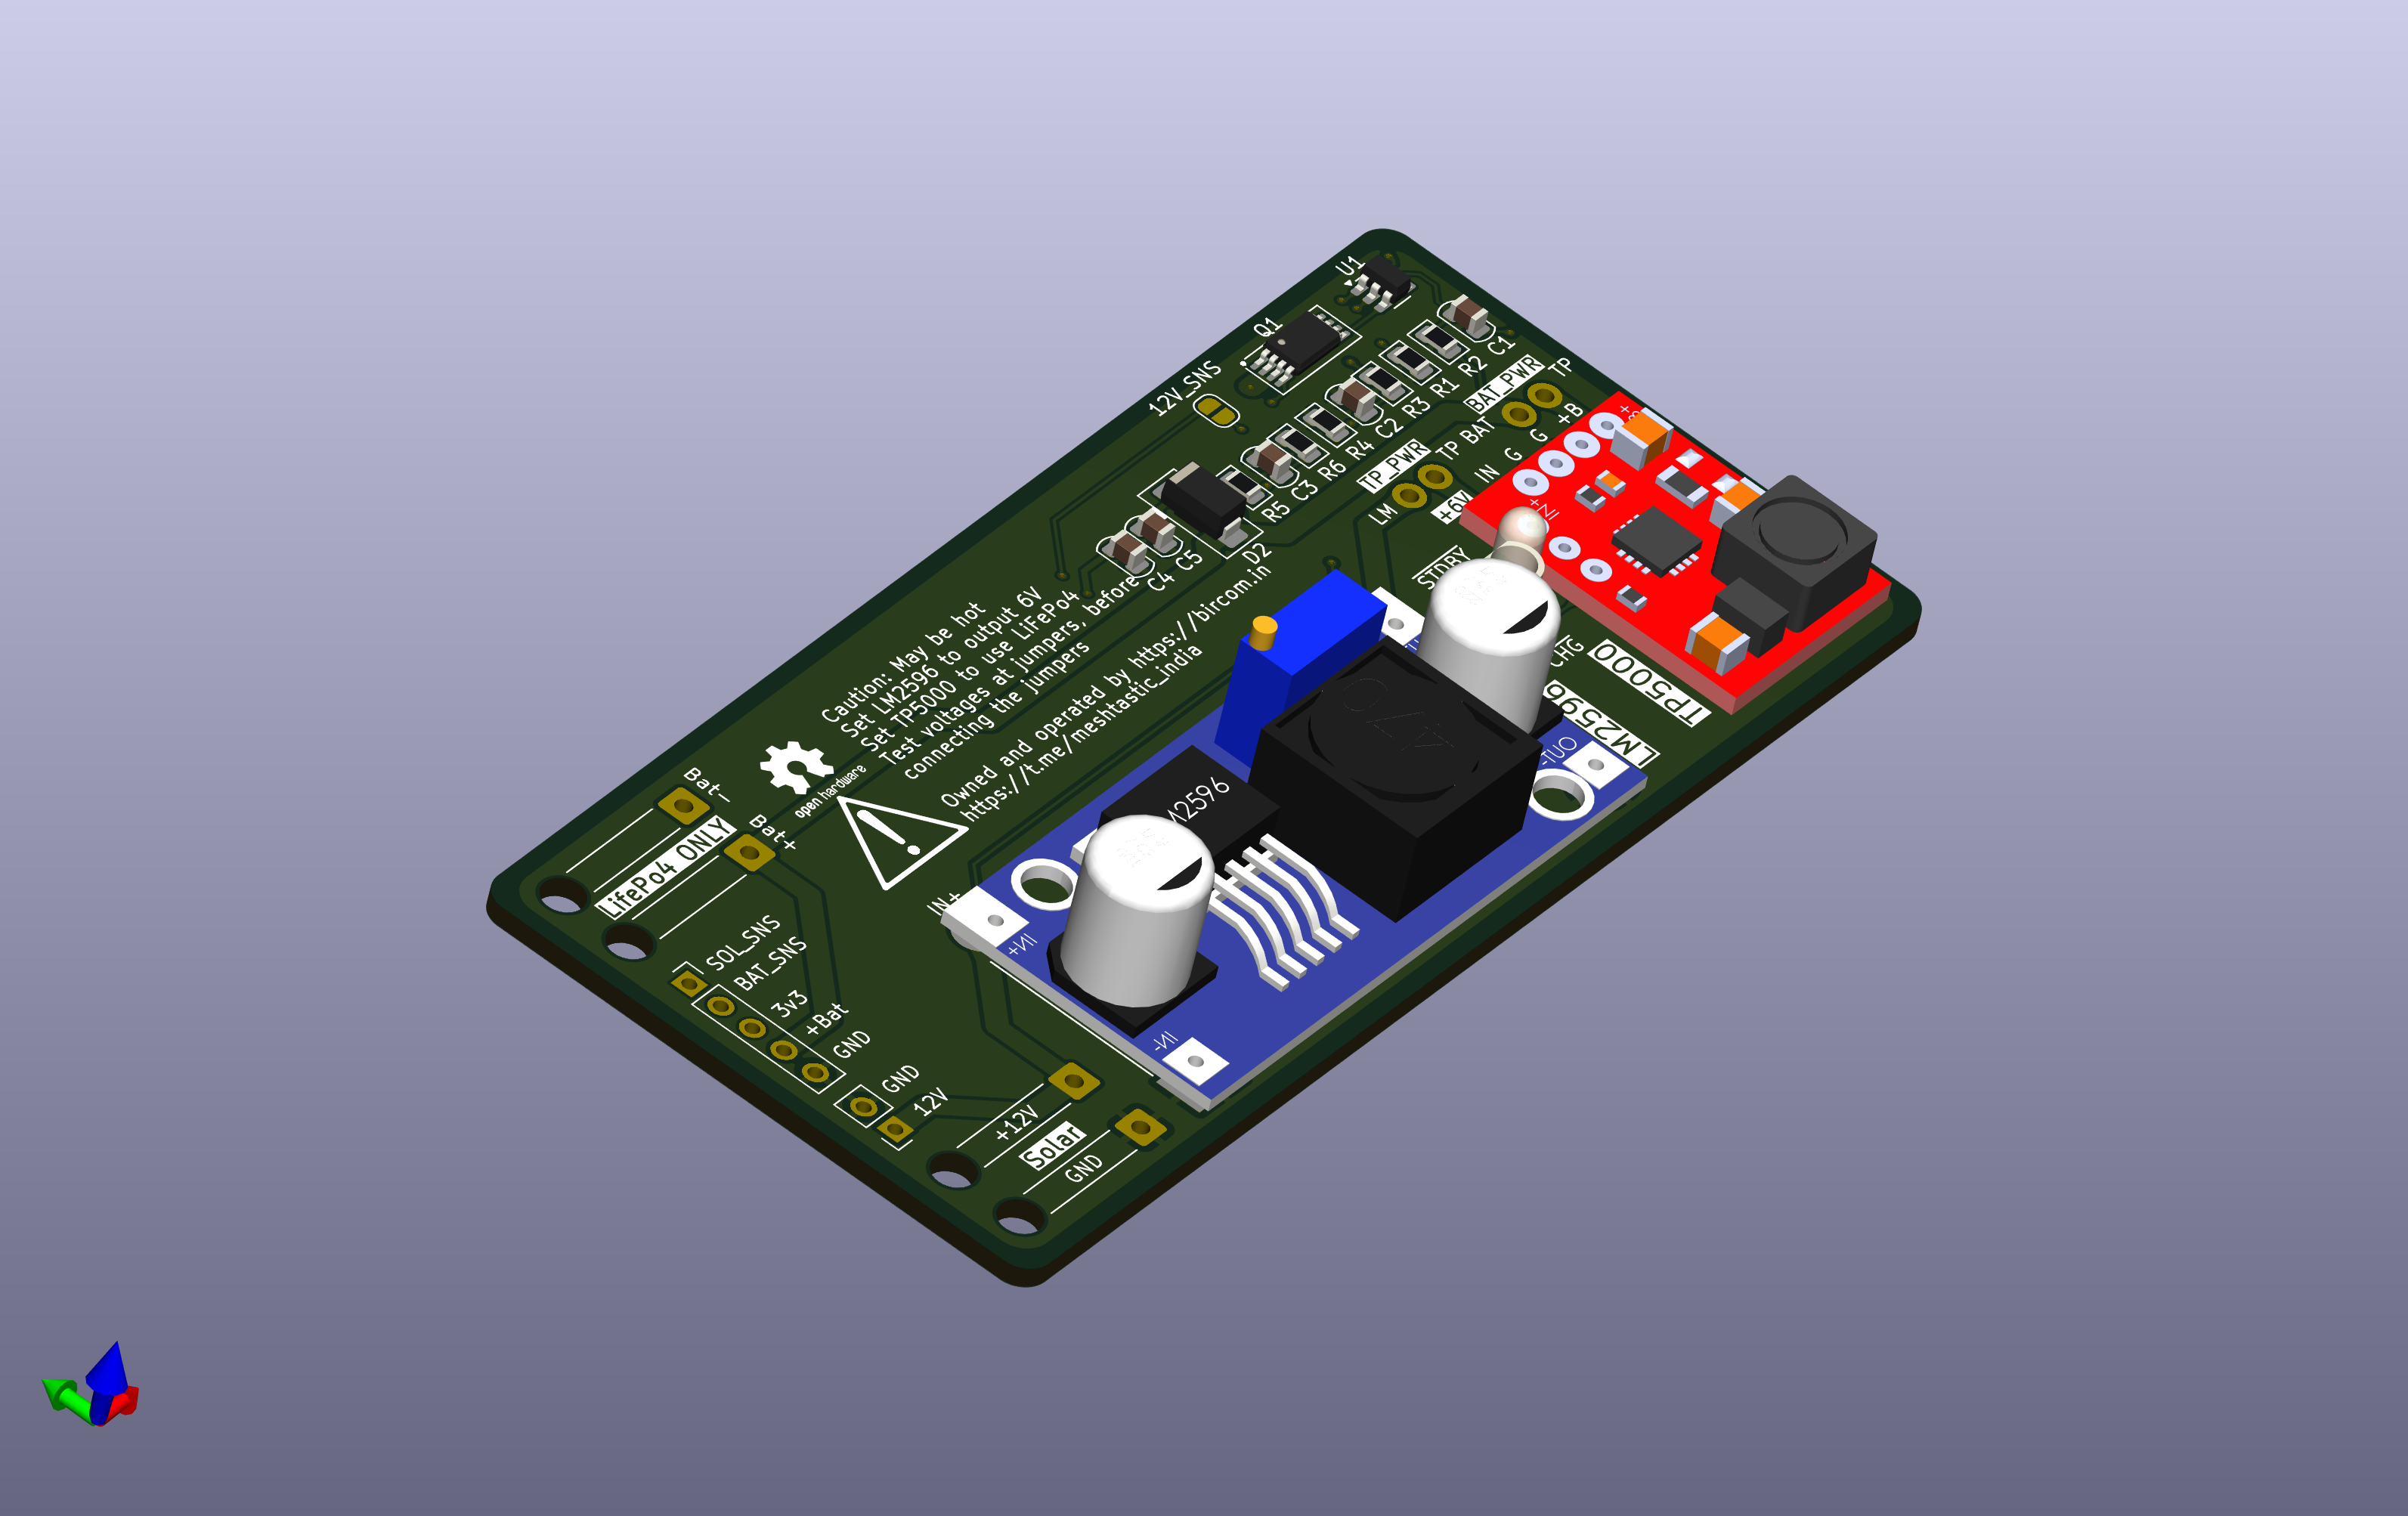 U1
Q1
12V_SNS
C1
R2
R1
R3
C2
R4
R6
C3
R5
D2
C5
C4
BAT_PWR
TP
BAT
TP_PWR
TP
LM
+B
G
G
IN
+6V
STDBY
CHG
TP5000
LM2596
Caution: May be hot
Set LM2596 to output 6V
Set TP5000 to use LiFePo4
Test voltages at jumpers, before
connecting the jumpers
Owned and operated by https://bircom.in
https://t.me/meshtastic_india
open hardware
Bat-
Bat+
LifePo4 ONLY
SOL_SNS
BAT_SNS
3v3
+Bat
GND
GND
12V
+12V
Solar
GND
IN+
IN+
IN-
OUT-
IN+